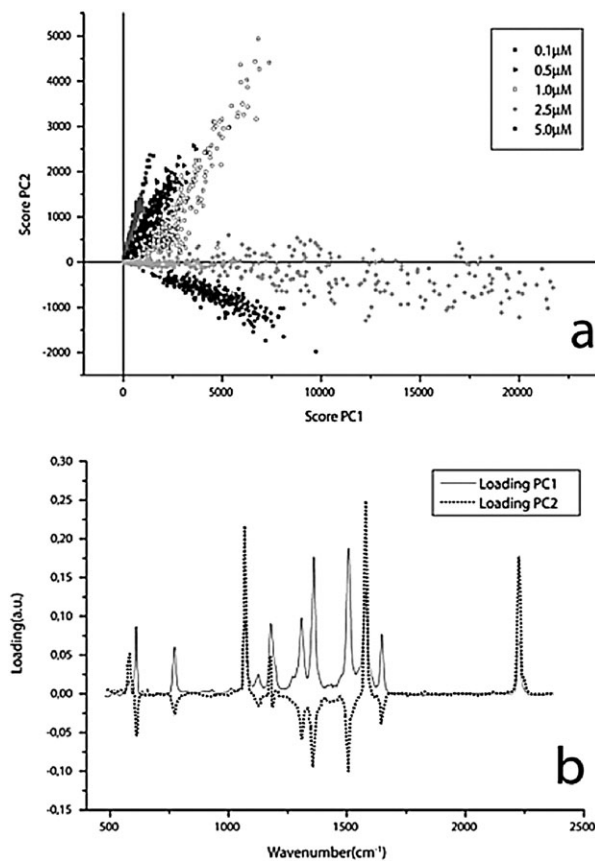 5000
4000
3000
2000
1000
0
-1000
-2000
Score PC2
0.1µM
0.5µM
1.0µM
2.5µM
5.0µM
a
0 5000 10000 15000 20000
Score PC1
0,30
0,25
0,20
0,15
0,10
0,05
0,00
-0,05
-0,10
0,15
Loading(a.u.)
Loading PC1
Loading PC2
b
500 1000 1500 2000 2500
Wavenumber(cm⁻¹)